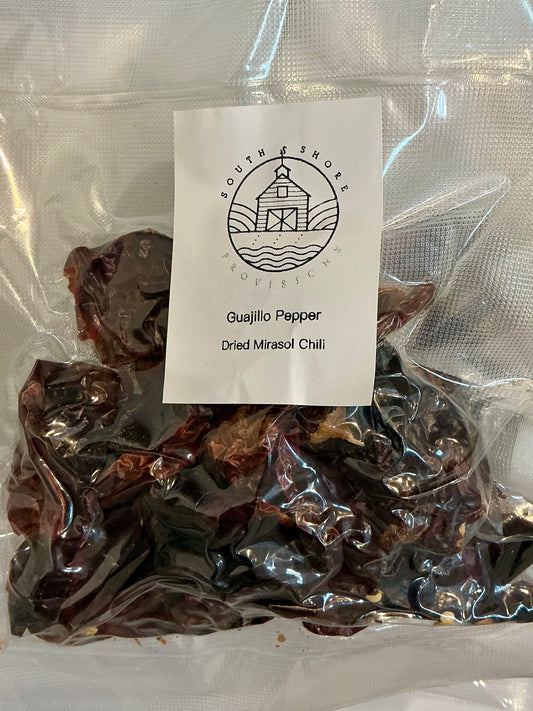 SOUTH SHORE
PROVISIONS
Guajillo Pepper
Dried Mirasol Chili